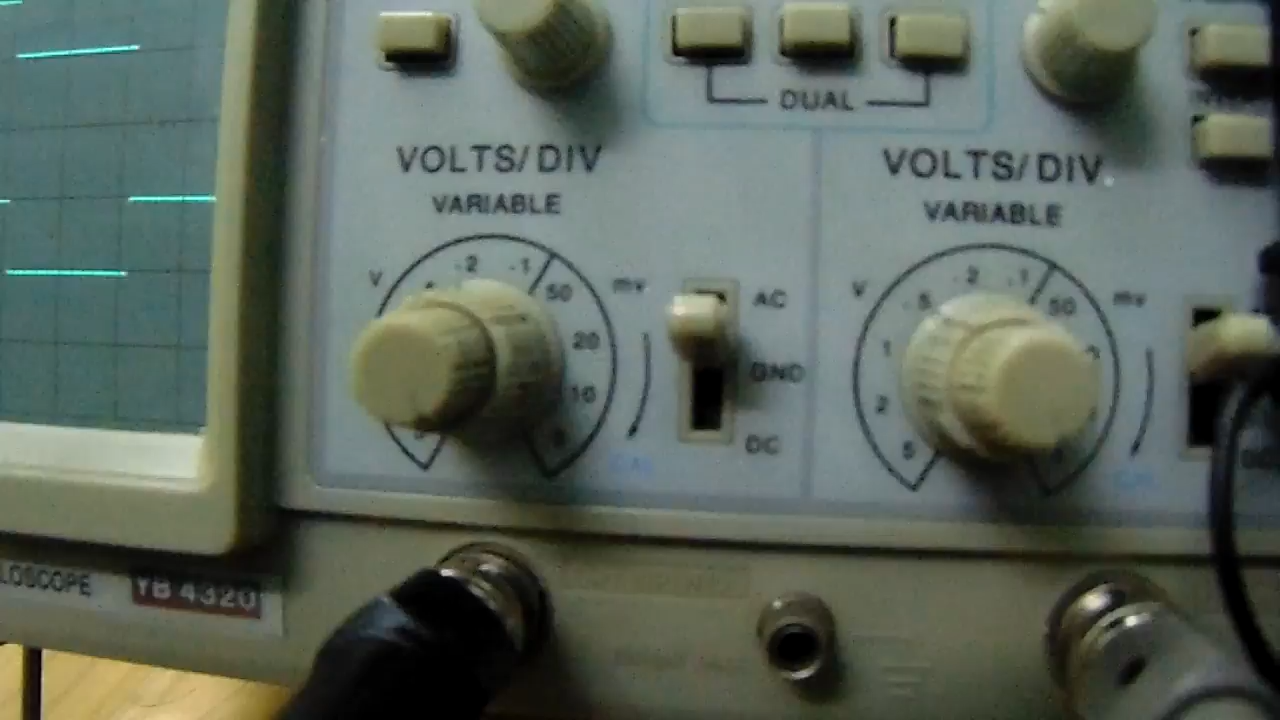 DUAL
VOLTS/DIV
VARIABLE
V
.2
.1
50
mv
20
10
5
AC
GND
DC
CAL
VOLTS/DIV
VARIABLE
V
.5
.2
.1
50
mv
1
2
5
LOSCOPE
YB 4320